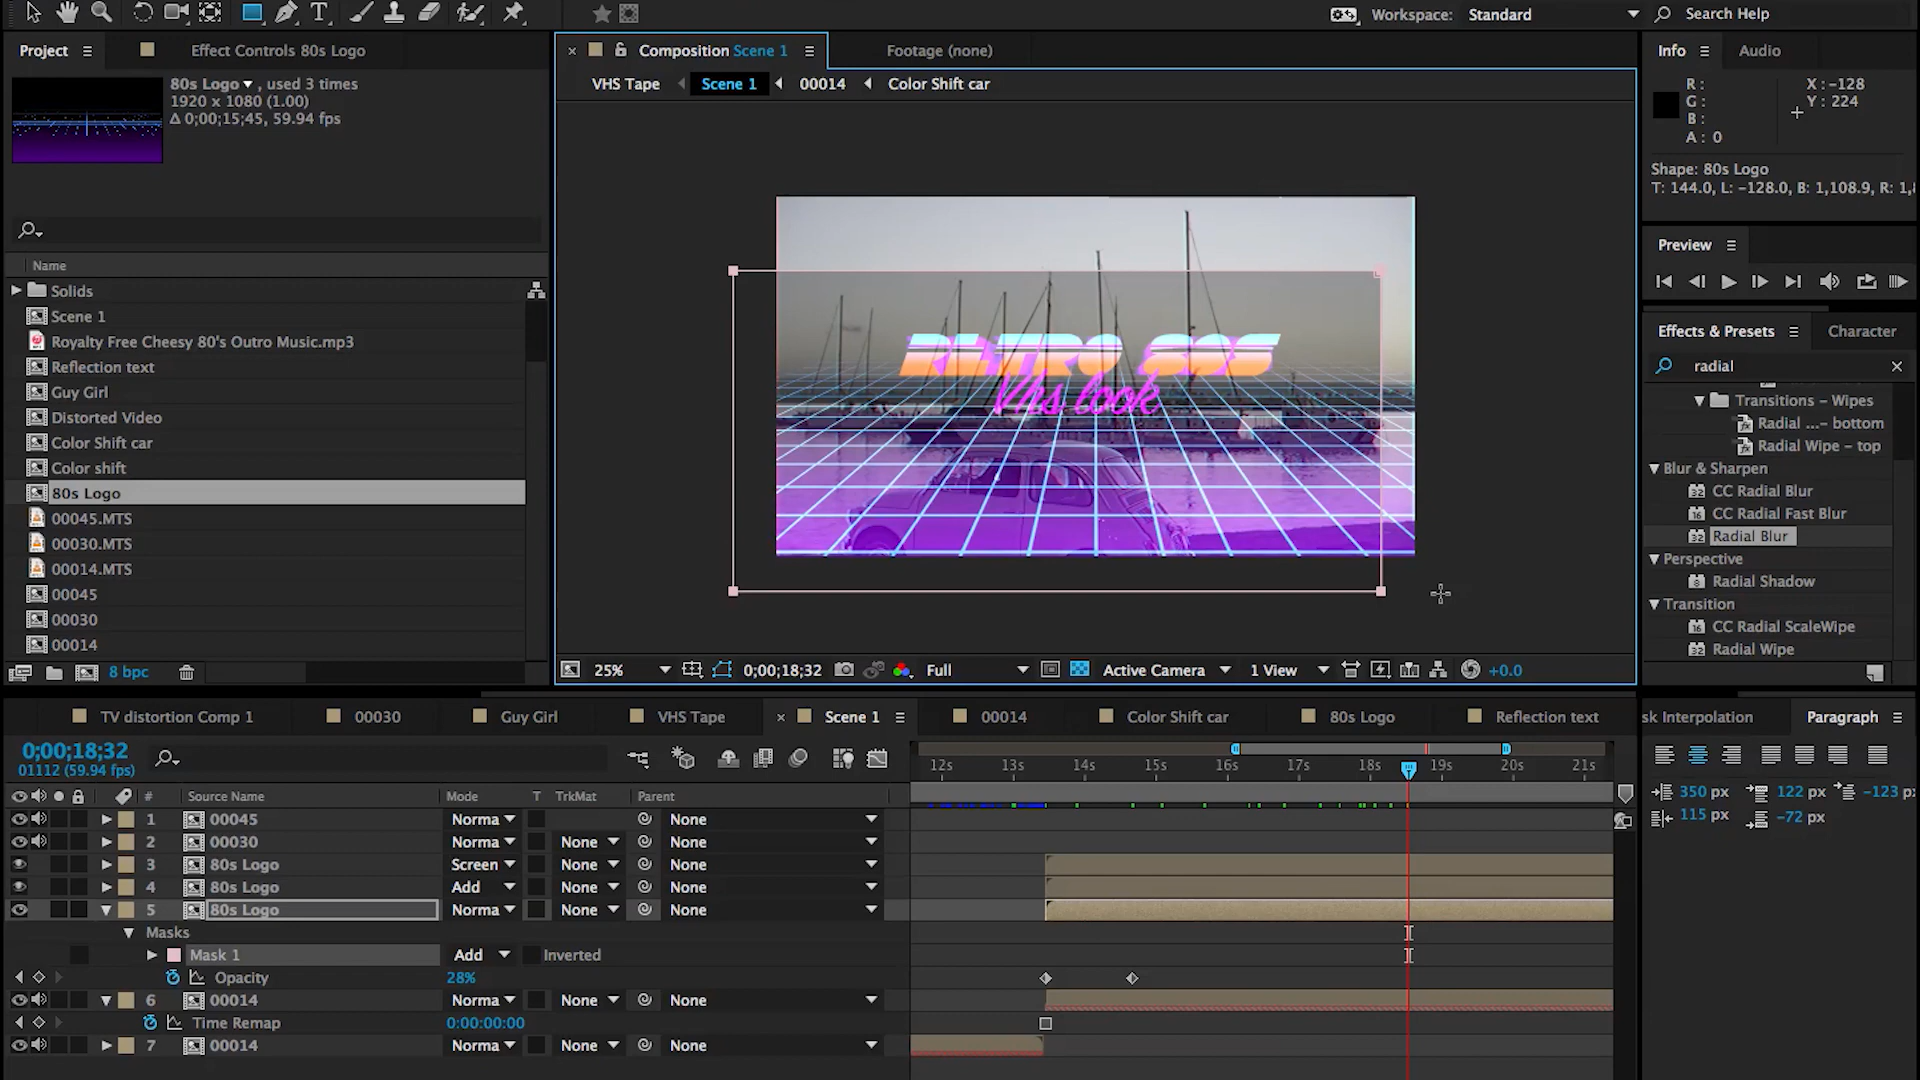 Workspace: Standard Search Help
Project Effect Controls 80s Logo
Composition Scene 1 Footage (none)
Info Audio
80s Logo , used 3 times
1920 x 1080 (1.00)
Δ 0;00;15;45, 59.94 fps
VHS Tape Scene 1 00014 Color Shift car
R : X : -128
G : Y : 224
B :
A : 0
Shape: 80s Logo
T: 144.0, L: -128.0, B: 1,108.9, R: 1,
Preview
Name
Solids
Scene 1
Royalty Free Cheesy 80's Outro Music.mp3
Reflection text
Guy Girl
Distorted Video
Color Shift car
Color shift
80s Logo
00045.MTS
00030.MTS
00014.MTS
00045
00030
00014
8 bpc
RETRO 80S
Vhs look
Effects & Presets Character
radial
Transitions – Wipes
Radial ...– bottom
Radial Wipe – top
Blur & Sharpen
CC Radial Blur
CC Radial Fast Blur
Radial Blur
Perspective
Radial Shadow
Transition
CC Radial ScaleWipe
Radial Wipe
25% 0;00;18;32 Full Active Camera 1 View +0.0
TV distortion Comp 1 00030 Guy Girl VHS Tape Scene 1 00014 Color Shift car 80s Logo Reflection text
sk Interpolation Paragraph
0;00;18;32
01112 (59.94 fps)
12s 13s 14s 15s 16s 17s 18s 19s 20s 21s
# Source Name Mode T TrkMat Parent
1 00045 Norma None
2 00030 Norma None None
3 80s Logo Screen None None
4 80s Logo Add None None
5 80s Logo Norma None None
Masks
Mask 1 Add Inverted
Opacity 28%
6 00014 Norma None None
Time Remap 0:00:00:00
7 00014 Norma None None
350 px 122 px -123 p
115 px -72 px